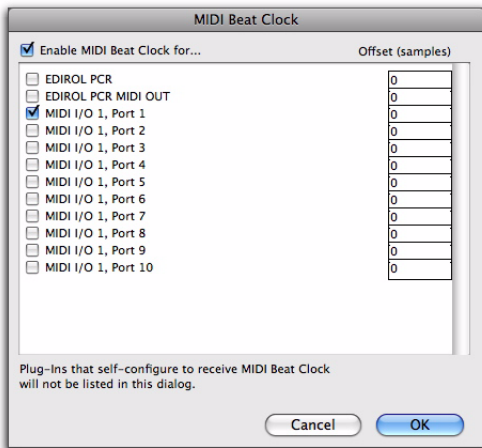 MIDI Beat Clock
Enable MIDI Beat Clock for... Offset (samples)
EDIROL PCR 0
EDIROL PCR MIDI OUT 0
MIDI I/O 1, Port 1 0
MIDI I/O 1, Port 2 0
MIDI I/O 1, Port 3 0
MIDI I/O 1, Port 4 0
MIDI I/O 1, Port 5 0
MIDI I/O 1, Port 6 0
MIDI I/O 1, Port 7 0
MIDI I/O 1, Port 8 0
MIDI I/O 1, Port 9 0
MIDI I/O 1, Port 10 0
Plug-Ins that self-configure to receive MIDI Beat Clock
will not be listed in this dialog.
Cancel OK